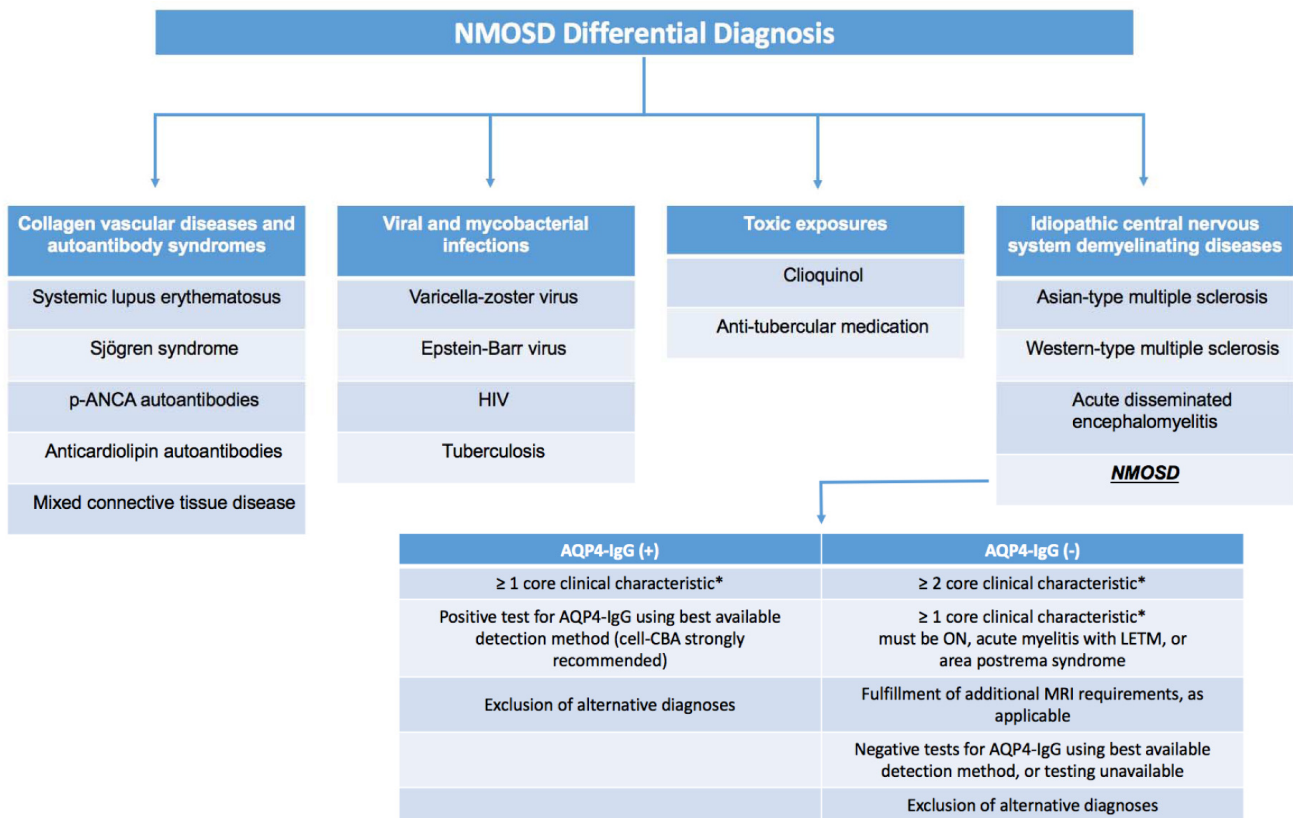 NMOSD Differential Diagnosis
Collagen vascular diseases and
autoantibody syndromes
Systemic lupus erythematosus
Sjögren syndrome
p-ANCA autoantibodies
Anticardiolipin autoantibodies
Mixed connective tissue disease
Viral and mycobacterial
infections
Varicella-zoster virus
Epstein-Barr virus
HIV
Tuberculosis
Toxic exposures
Clioquinol
Anti-tubercular medication
Idiopathic central nervous
system demyelinating diseases
Asian-type multiple sclerosis
Western-type multiple sclerosis
Acute disseminated
encephalomyelitis
NMOSD
AQP4-IgG (+)
≥ 1 core clinical characteristic*
Positive test for AQP4-IgG using best available
detection method (cell-CBA strongly
recommended)
Exclusion of alternative diagnoses
AQP4-IgG (-)
≥ 2 core clinical characteristic*
≥ 1 core clinical characteristic*
must be ON, acute myelitis with LETM, or
area postrema syndrome
Fulfillment of additional MRI requirements, as
applicable
Negative tests for AQP4-IgG using best available
detection method, or testing unavailable
Exclusion of alternative diagnoses